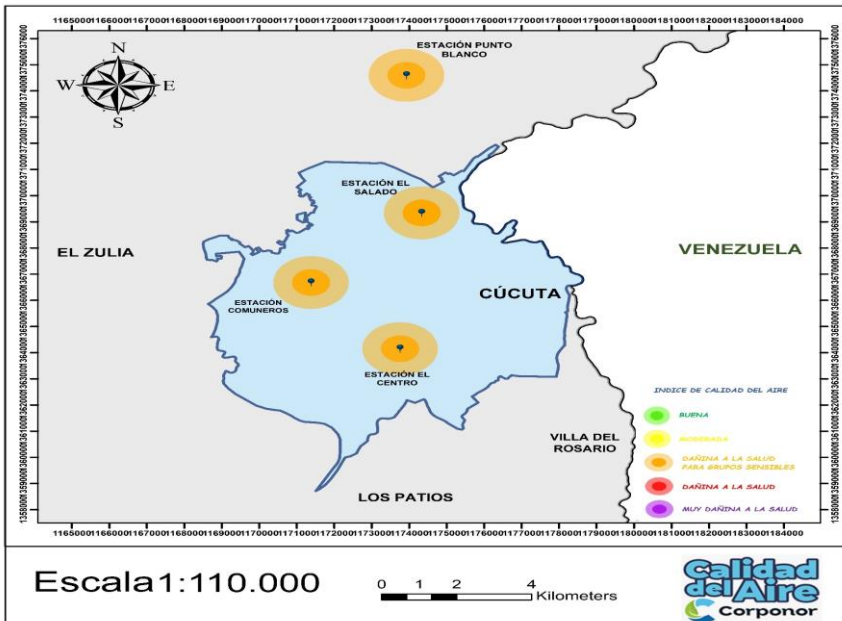 1165000 1166000 1167000 1168000 1169000 1170000 1171000 1172000 1173000 1174000 1175000 1176000 1177000 1178000 1179000 1180000 1181000 1182000 1183000 1184000
N
W E
S
ESTACIÓN PUNTO
BLANCO
ESTACIÓN EL
SALADO
EL ZULIA
VENEZUELA
CÚCUTA
ESTACIÓN
COMUNEROS
ESTACIÓN EL
CENTRO
INDICE DE CALIDAD DEL AIRE
BUENA
MODERADA
VILLA DEL
ROSARIO
DAÑINA A LA SALUD
PARA GRUPOS SENSIBLES
DAÑINA A LA SALUD
LOS PATIOS
MUY DAÑINA A LA SALUD
1165000 1166000 1167000 1168000 1169000 1170000 1171000 1172000 1173000 1174000 1175000 1176000 1177000 1178000 1179000 1180000 1181000 1182000 1183000 1184000
Escala1:110.000
0 1 2 4
Kilometers
Calidad
del Aire
Corponor